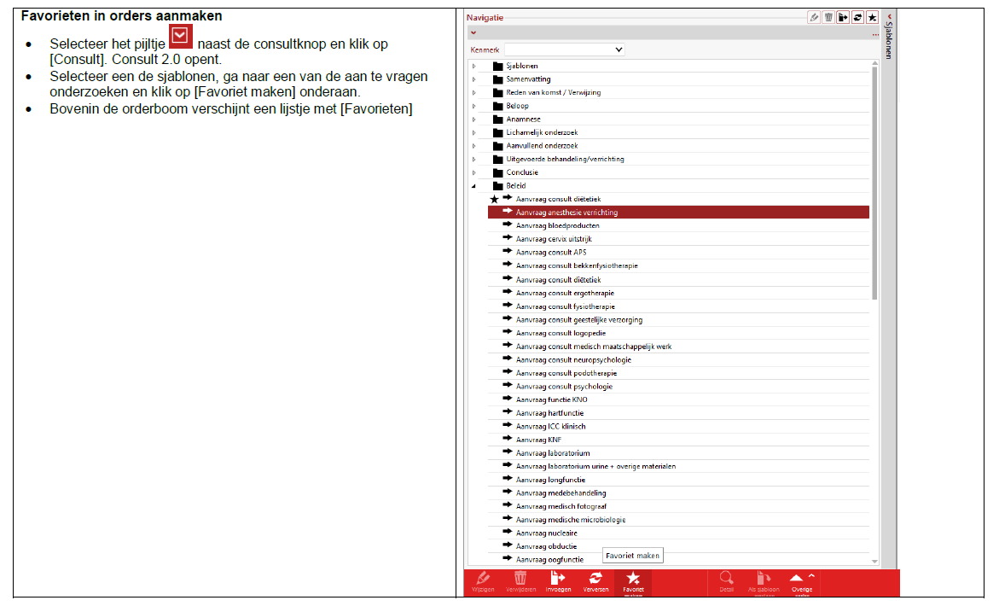 Favorieten in orders aanmaken
• Selecteer het pijltje naast de consultknop en klik op
[Consult]. Consult 2.0 opent.
• Selecteer een de sjablonen, ga naar een van de aan te vragen
onderzoeken en klik op [Favoriet maken] onderaan.
• Bovenin de orderboom verschijnt een lijstje met [Favorieten]
Navigatie
...
Sjablonen
Kenmerk
Sjablonen
Samenvatting
Reden van komst / Verwijzing
Beloop
Anamnese
Lichamelijk onderzoek
Aanvullend onderzoek
Uitgevoerde behandeling/verrichting
Conclusie
Beleid
Aanvraag consult diëtetiek
Aanvraag anesthesie verrichting
Aanvraag bloedproducten
Aanvraag cervix uitstrijk
Aanvraag consult APS
Aanvraag consult bekkenfysiotherapie
Aanvraag consult diëtetiek
Aanvraag consult ergotherapie
Aanvraag consult fysiotherapie
Aanvraag consult geestelijke verzorging
Aanvraag consult logopedie
Aanvraag consult medisch maatschappelijk werk
Aanvraag consult neuropsychologie
Aanvraag consult podotherapie
Aanvraag consult psychologie
Aanvraag functie KNO
Aanvraag hartfunctie
Aanvraag ICC klinisch
Aanvraag KNF
Aanvraag laboratorium
Aanvraag laboratorium urine + overige materialen
Aanvraag longfunctie
Aanvraag medebehandeling
Aanvraag medisch fotograaf
Aanvraag medische microbiologie
Aanvraag nucleaire
Aanvraag obductie
Aanvraag oogfunctie
Favoriet maken
Wijzigen Verwijderen Invoegen Verversen Favoriet Detail Als sjabloon Overige